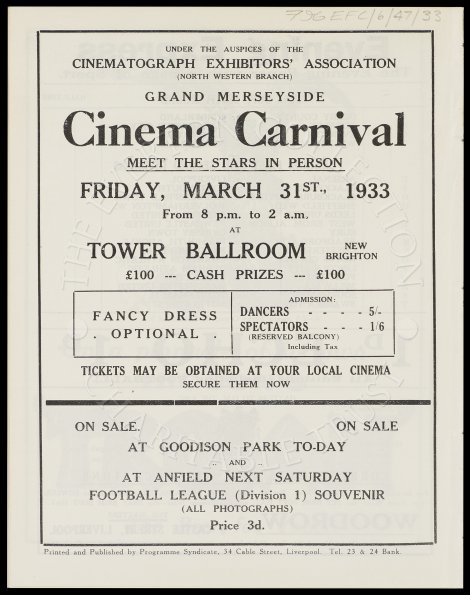 796 EFC/6/47/33
UNDER THE AUSPICES OF THE
CINEMATOGRAPH EXHIBITORS' ASSOCIATION
(NORTH WESTERN BRANCH)
GRAND MERSEYSIDE
Cinema Carnival
MEET THE STARS IN PERSON
FRIDAY, MARCH 31ST., 1933
From 8 p.m. to 2 a.m.
AT
TOWER BALLROOM NEW BRIGHTON
£100 --- CASH PRIZES --- £100
FANCY DRESS
. OPTIONAL .
ADMISSION:
DANCERS - - - - 5/-
SPECTATORS - - - 1/6
(RESERVED BALCONY)
Including Tax
TICKETS MAY BE OBTAINED AT YOUR LOCAL CINEMA
SECURE THEM NOW
ON SALE. ON SALE
AT GOODISON PARK TO-DAY
.. AND ..
AT ANFIELD NEXT SATURDAY
FOOTBALL LEAGUE (Division 1) SOUVENIR
(ALL PHOTOGRAPHS)
Price 3d.
Printed and Published by Programme Syndicate, 34 Cable Street, Liverpool. Tel. 23 & 24 Bank.